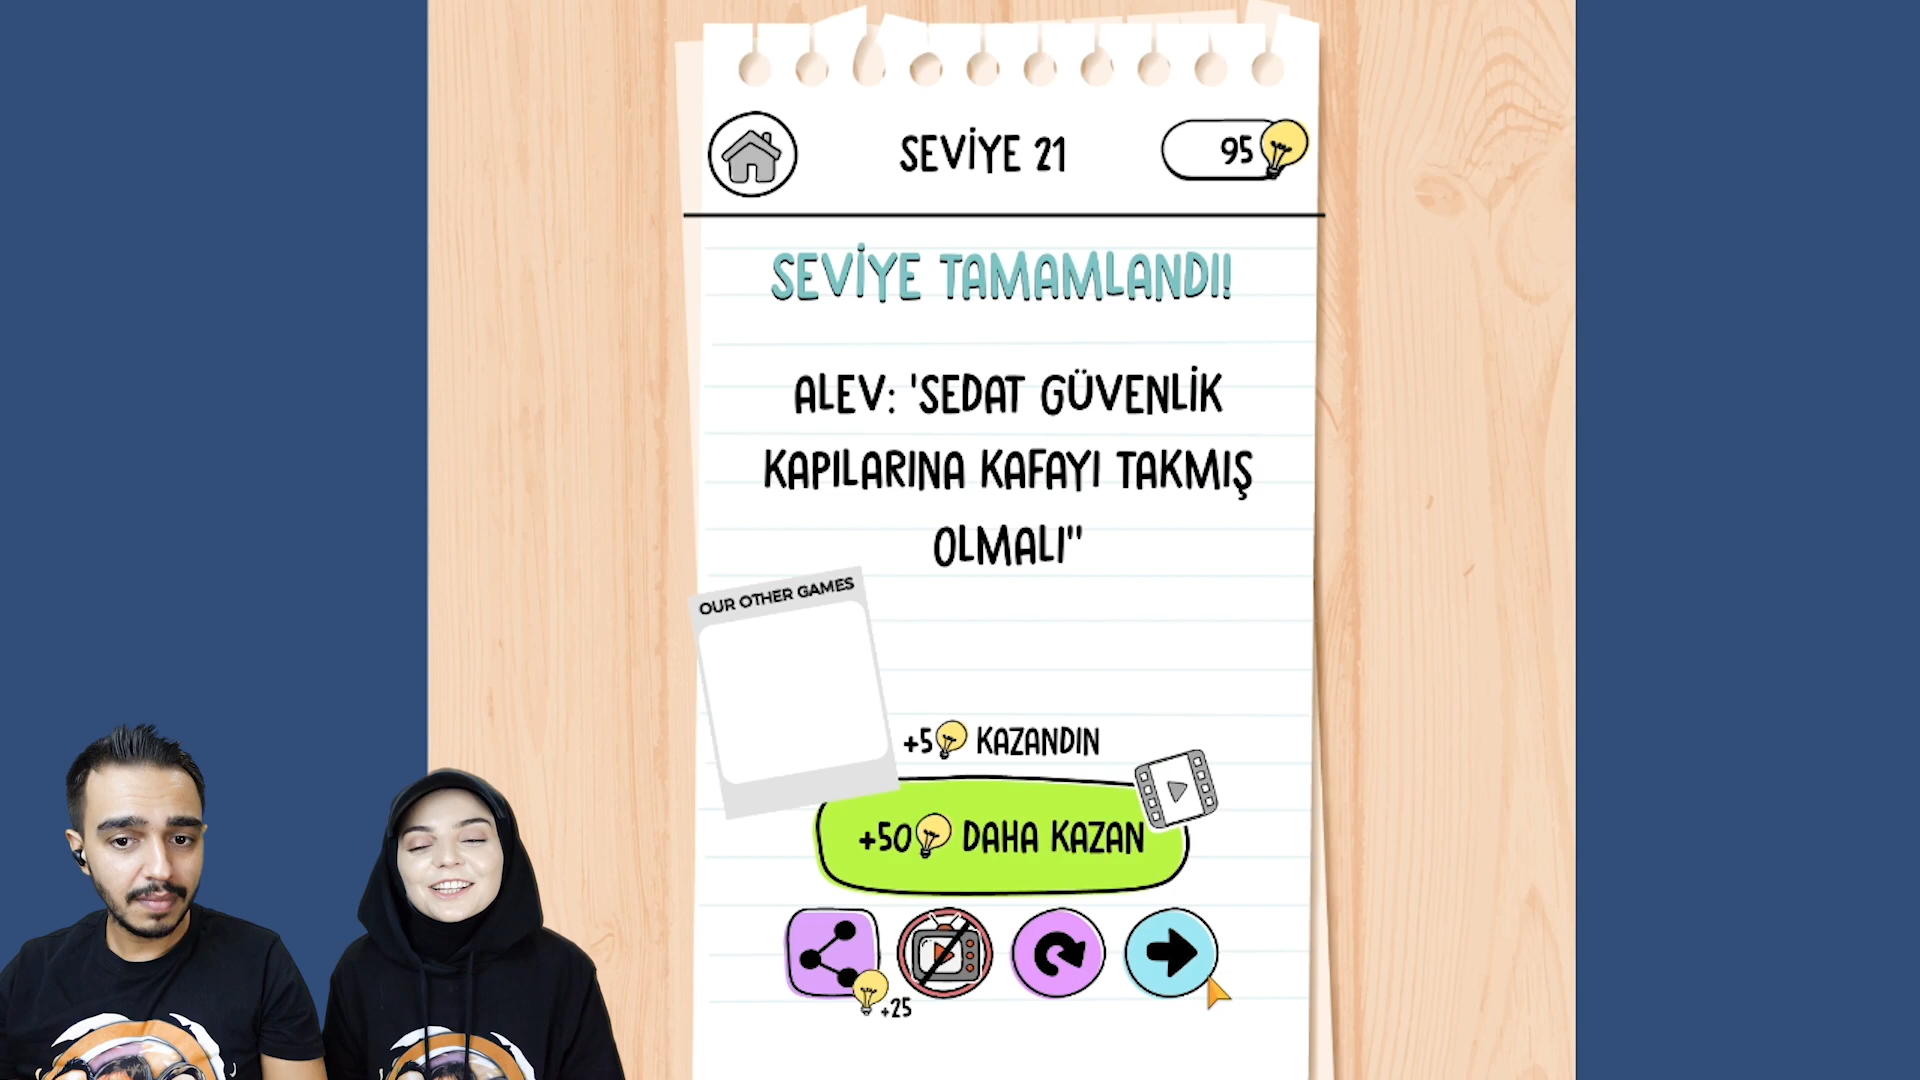 SEVİYE 21
95
SEVİYE TAMAMLANDI!
ALEV: 'SEDAT GÜVENLİK
KAPILARINA KAFAYI TAKMIŞ
OLMALI"
OUR OTHER GAMES
+5 KAZANDIN
+50 DAHA KAZAN
+25